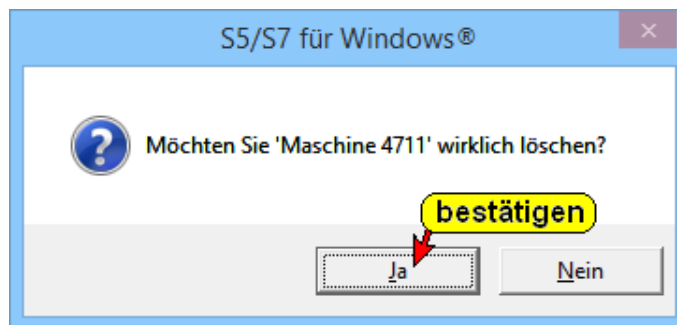 S5/S7 für Windows®
Möchten Sie 'Maschine 4711' wirklich löschen?
bestätigen
Ja
Nein